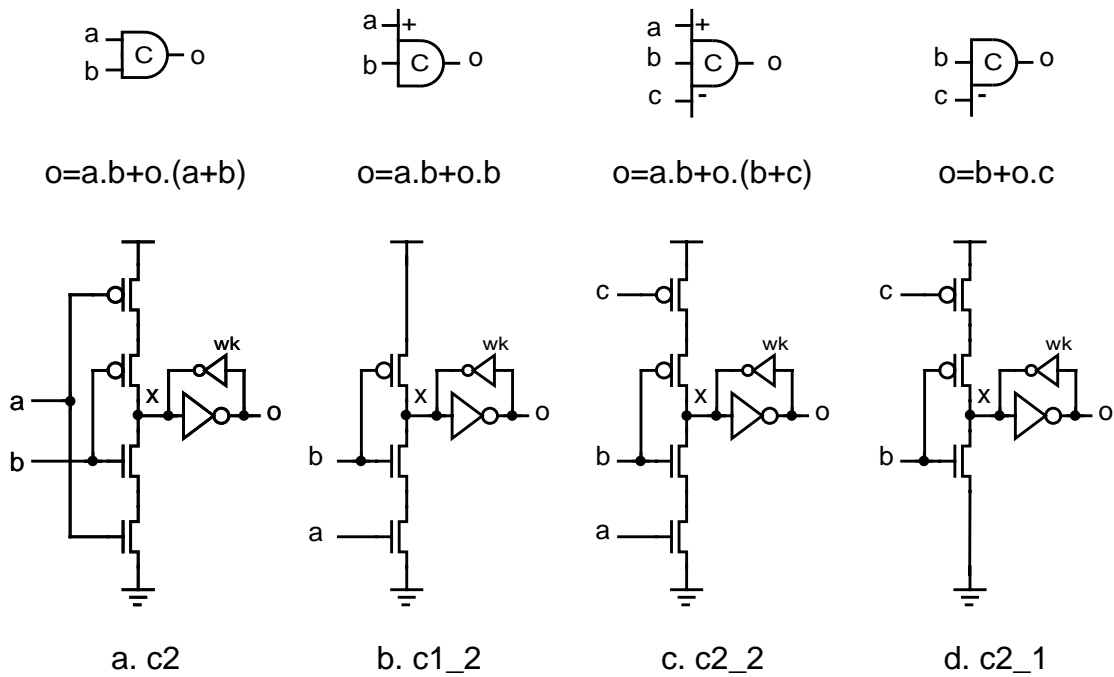 a
b
C
o
a
+
b
C
o
a
+
b
C
o
c
-
b
C
o
c
-
o=a.b+o.(a+b)
o=a.b+o.b
o=a.b+o.(b+c)
o=b+o.c
a
b
x
wk
o
b
a
x
wk
o
c
b
a
x
wk
o
c
b
x
wk
o
a. c2
b. c1_2
c. c2_2
d. c2_1